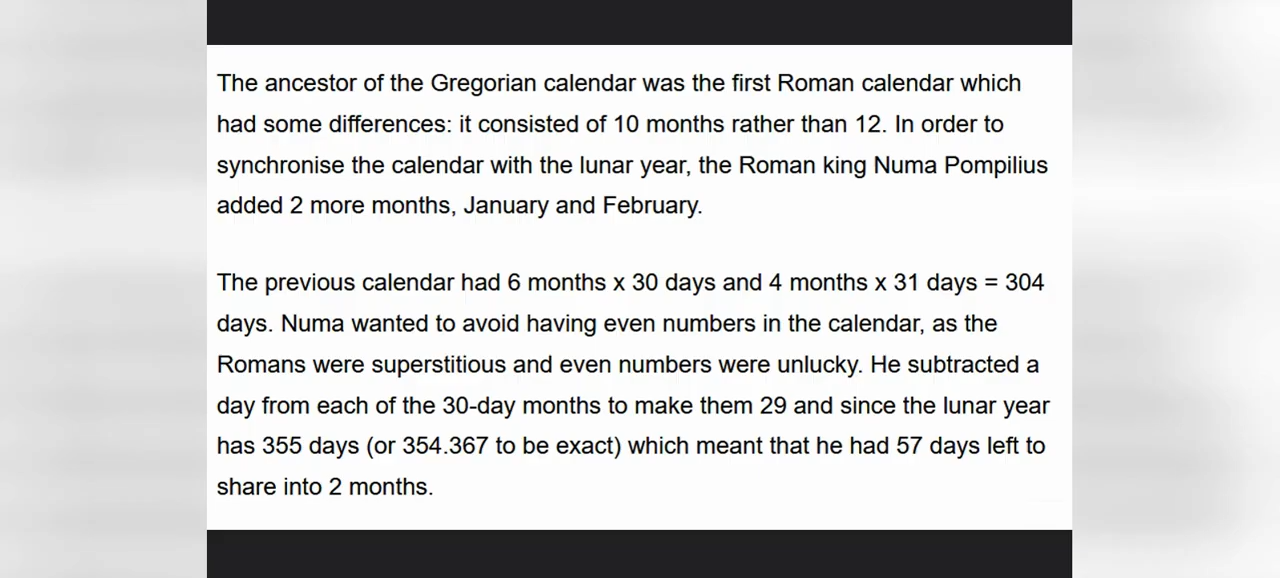 The ancestor of the Gregorian calendar was the first Roman calendar which
had some differences: it consisted of 10 months rather than 12. In order to
synchronise the calendar with the lunar year, the Roman king Numa Pompilius
added 2 more months, January and February.
The previous calendar had 6 months x 30 days and 4 months x 31 days = 304
days. Numa wanted to avoid having even numbers in the calendar, as the
Romans were superstitious and even numbers were unlucky. He subtracted a
day from each of the 30-day months to make them 29 and since the lunar year
has 355 days (or 354.367 to be exact) which meant that he had 57 days left to
share into 2 months.